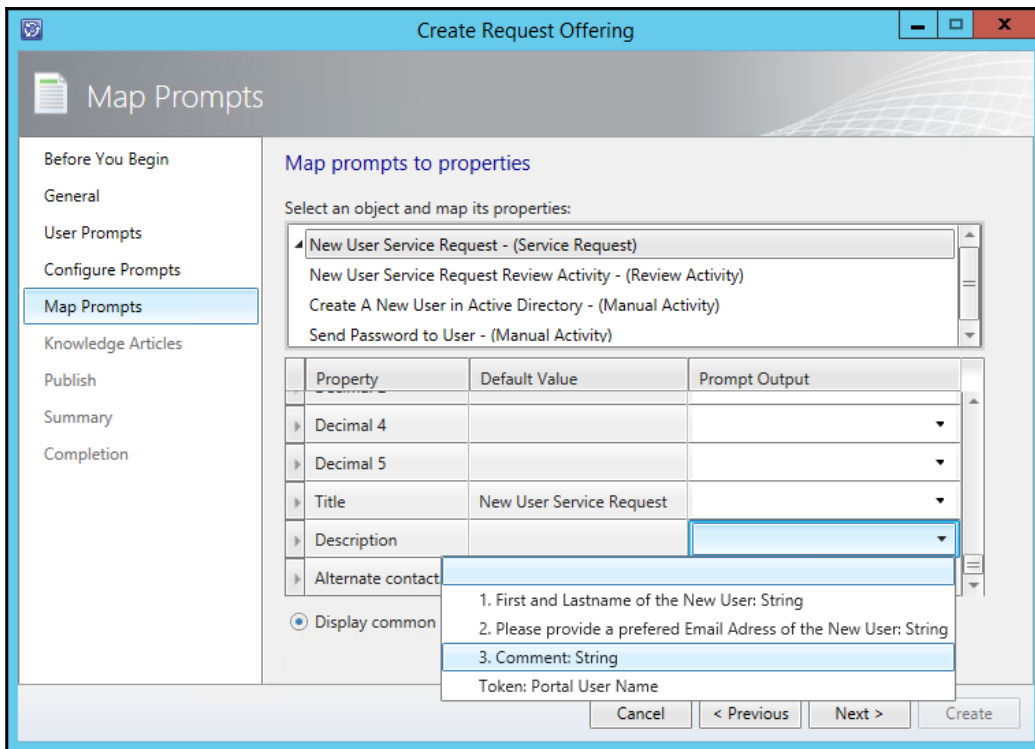 Create Request Offering
Map Prompts
Before You Begin
General
User Prompts
Configure Prompts
Map Prompts
Knowledge Articles
Publish
Summary
Completion
Map prompts to properties
Select an object and map its properties:
New User Service Request - (Service Request)
New User Service Request Review Activity - (Review Activity)
Create A New User in Active Directory - (Manual Activity)
Send Password to User - (Manual Activity)
Property Default Value Prompt Output
Decimal 4
Decimal 5
Title New User Service Request
Description
Alternate contact
1. First and Lastname of the New User: String
2. Please provide a prefered Email Adress of the New User: String
3. Comment: String
Token: Portal User Name
Display common
Cancel < Previous Next > Create